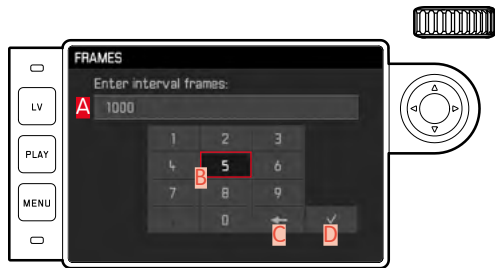 FRAMES
Enter interval frames:
A 1000
1 2 3
4 5 6
B
7 8 9
. 0 ← ✓
C D
LV
PLAY
MENU